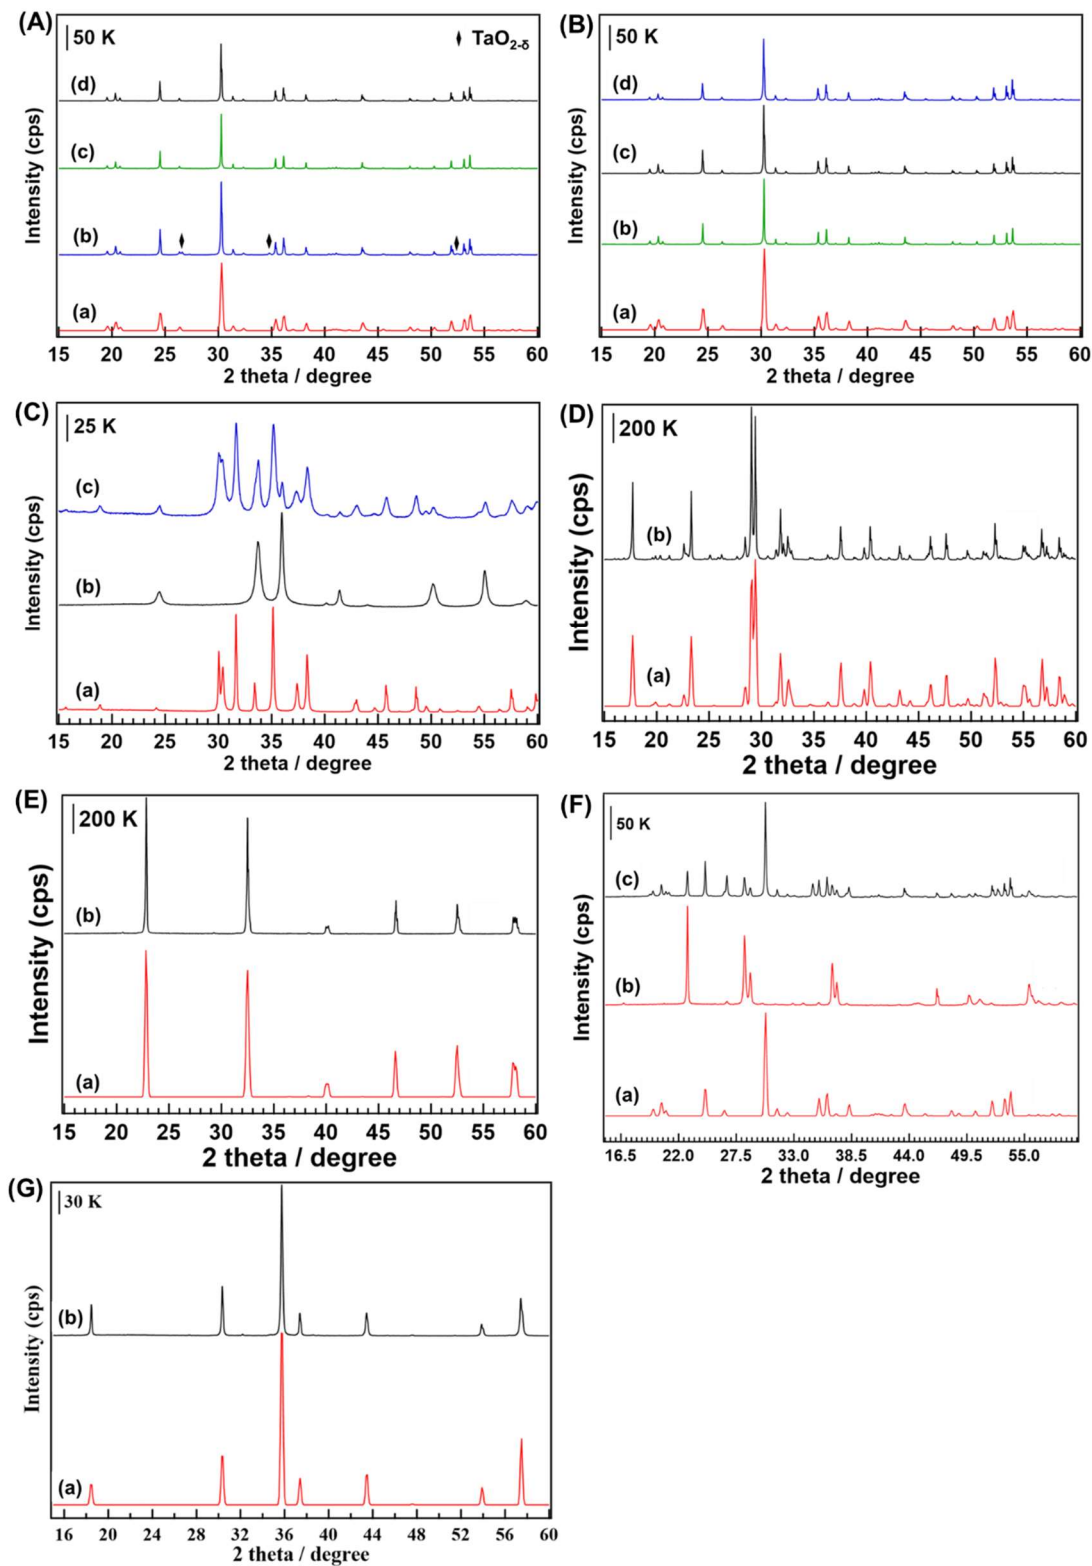 (A)
50 K
TaO2-δ
(d)
(c)
(b)
(a)
Intensity (cps)
15 20 25 30 35 40 45 50 55 60
2 theta / degree
(B)
50 K
(d)
(c)
(b)
(a)
Intensity (cps)
15 20 25 30 35 40 45 50 55 60
2 theta / degree
(C)
25 K
(c)
(b)
(a)
Intensity (cps)
15 20 25 30 35 40 45 50 55 60
2 theta / degree
(D)
200 K
(b)
(a)
Intensity (cps)
15 20 25 30 35 40 45 50 55 60
2 theta / degree
(E)
200 K
(b)
(a)
Intensity (cps)
15 20 25 30 35 40 45 50 55 60
2 theta / degree
(F)
50 K
(c)
(b)
(a)
Intensity (cps)
16.5 22.0 27.5 33.0 38.5 44.0 49.5 55.0
2 theta / degree
(G)
30 K
(b)
(a)
Intensity (cps)
16 20 24 28 32 36 40 44 48 52 56 60
2 theta / degree